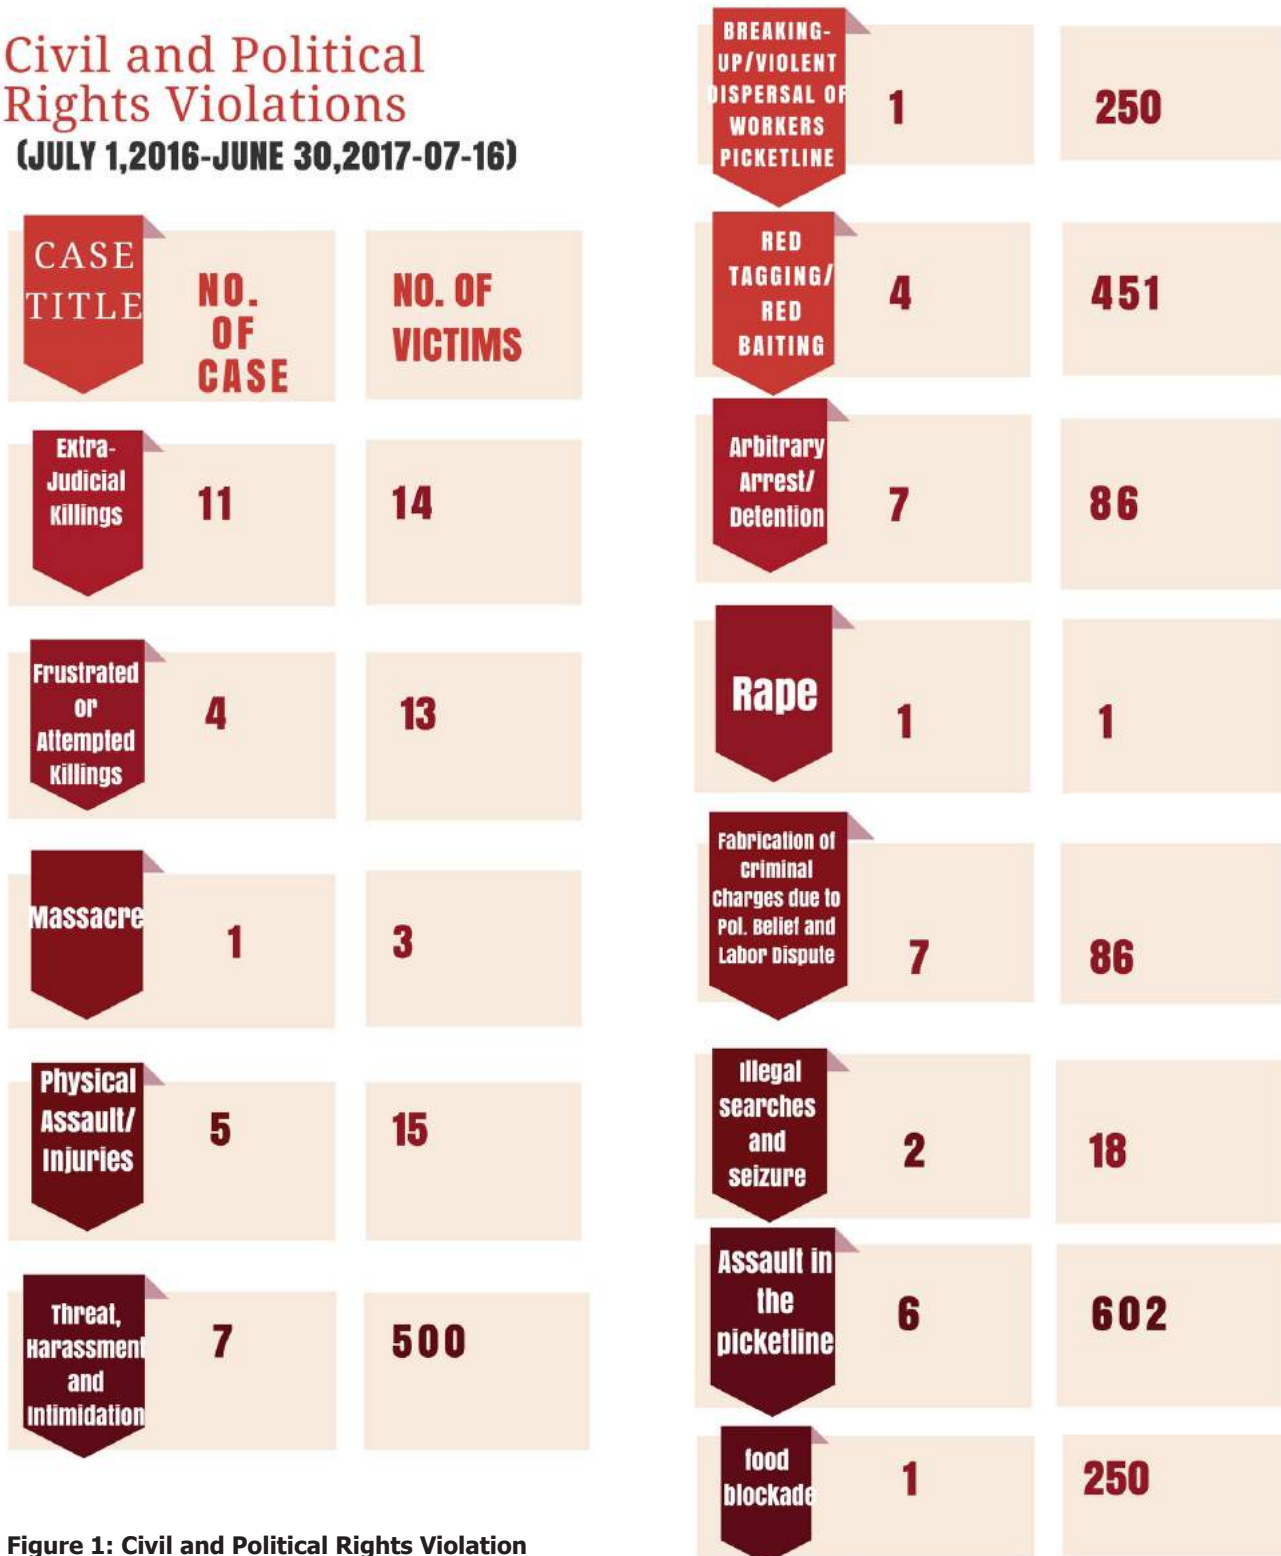 Civil and Political
Rights Violations
(JULY 1,2016-JUNE 30,2017-07-16)
CASE
TITLE
NO.
OF
CASE
NO. OF
VICTIMS
Extra-
Judicial
Killings
11
14
Frustrated
or
Attempted
Killings
4
13
Massacre
1
3
Physical
Assault/
Injuries
5
15
Threat,
Harassment
and
Intimidation
7
500
Figure 1: Civil and Political Rights Violation
BREAKING-
UP/VIOLENT
DISPERSAL OF
WORKERS
PICKETLINE
1
250
RED
TAGGING/
RED
BAITING
4
451
Arbitrary
Arrest/
Detention
7
86
Rape
1
1
Fabrication of
Criminal
Charges due to
Pol. Belief and
Labor Dispute
7
86
Illegal
searches
and
seizure
2
18
Assault in
the
picketline
6
602
food
blockade
1
250